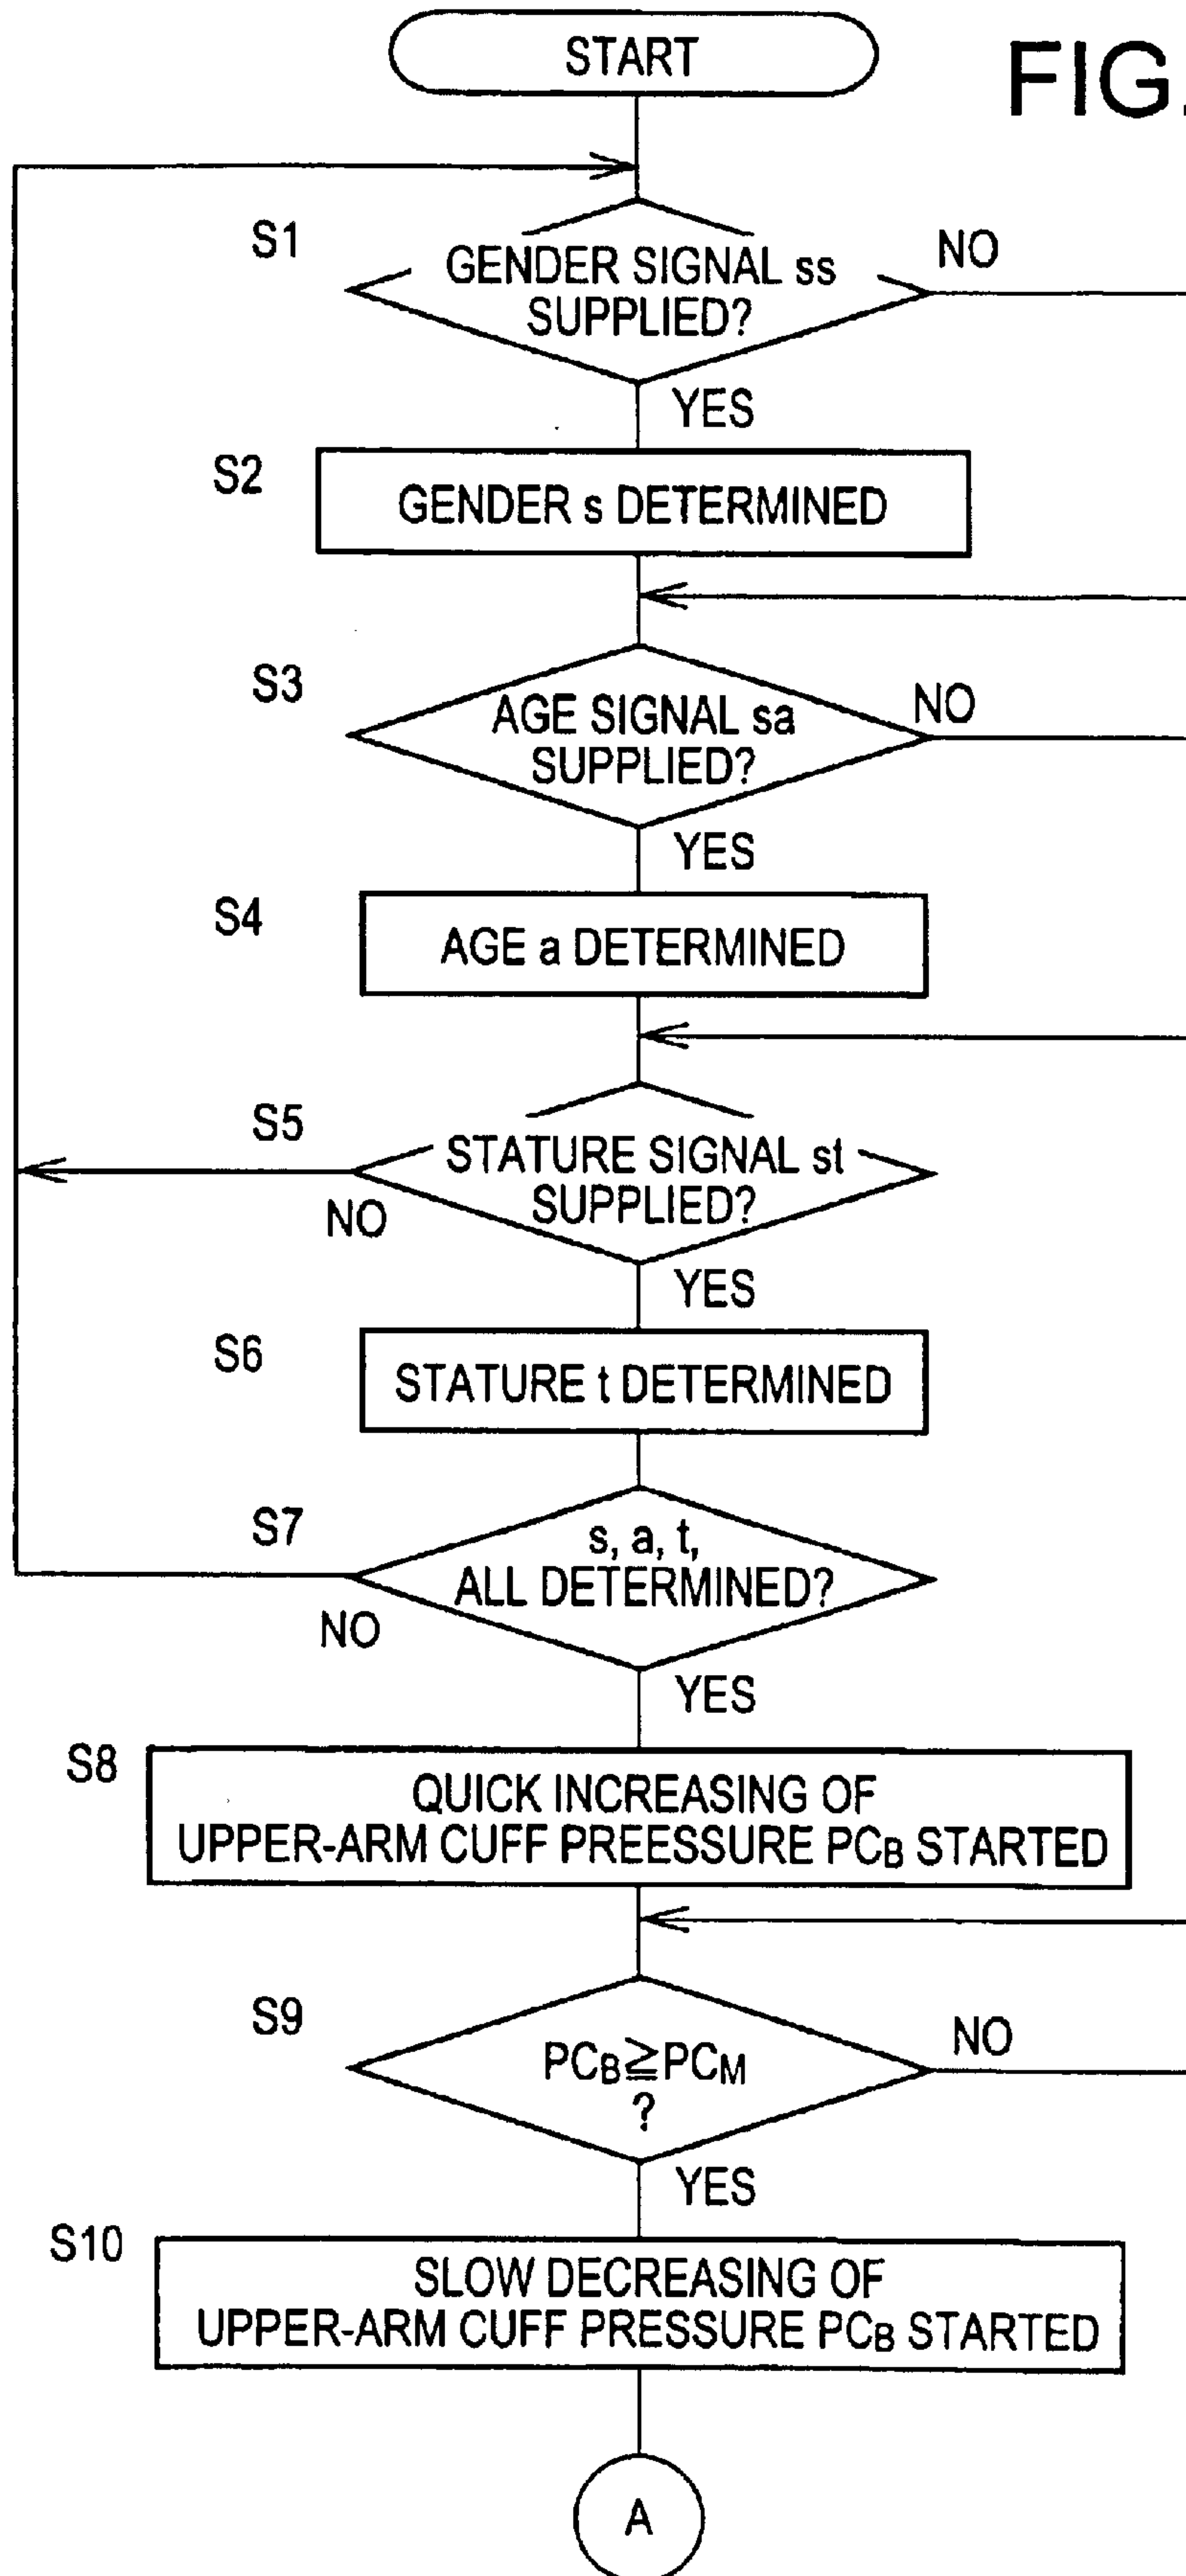 START
FIG.
S1
GENDER SIGNAL ss
SUPPLIED?
NO
YES
S2
GENDER s DETERMINED
S3
AGE SIGNAL sa
SUPPLIED?
NO
YES
S4
AGE a DETERMINED
S5
STATURE SIGNAL st
SUPPLIED?
NO
YES
S6
STATURE t DETERMINED
S7
s, a, t,
ALL DETERMINED?
NO
YES
S8
QUICK INCREASING OF
UPPER-ARM CUFF PREESSURE PCB STARTED
S9
PCB≧PCM
?
NO
YES
S10
SLOW DECREASING OF
UPPER-ARM CUFF PRESSURE PCB STARTED
A